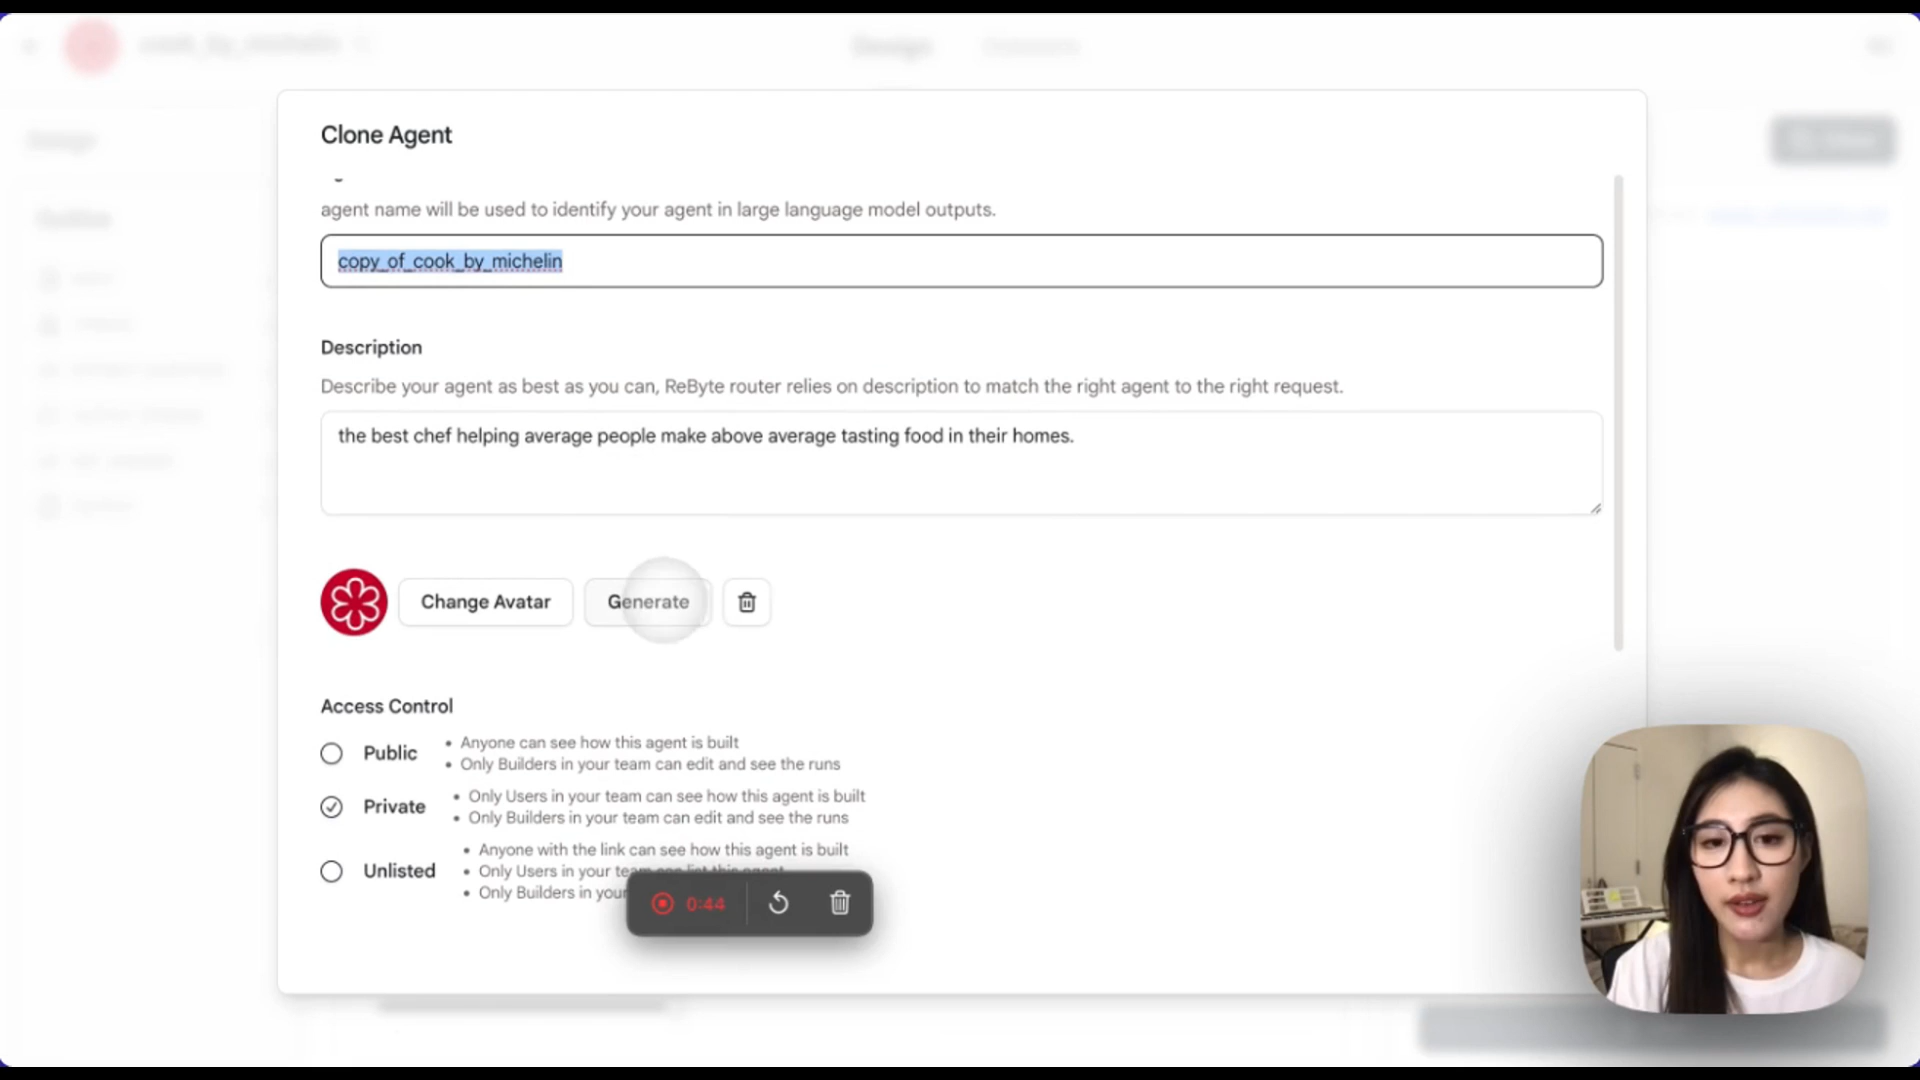 cook_by_michelin
Design
Clone Agent
agent name will be used to identify your agent in large language model outputs.
copy_of_cook_by_michelin
Description
Describe your agent as best as you can, ReByte router relies on description to match the right agent to the right request.
the best chef helping average people make above average tasting food in their homes.
Change Avatar
Generate
Access Control
Public
• Anyone can see how this agent is built
• Only Builders in your team can edit and see the runs
Private
• Only Users in your team can see how this agent is built
• Only Builders in your team can edit and see the runs
Unlisted
• Anyone with the link can see how this agent is built
• Only Users in your team can list this agent
• Only Builders in your
0:44